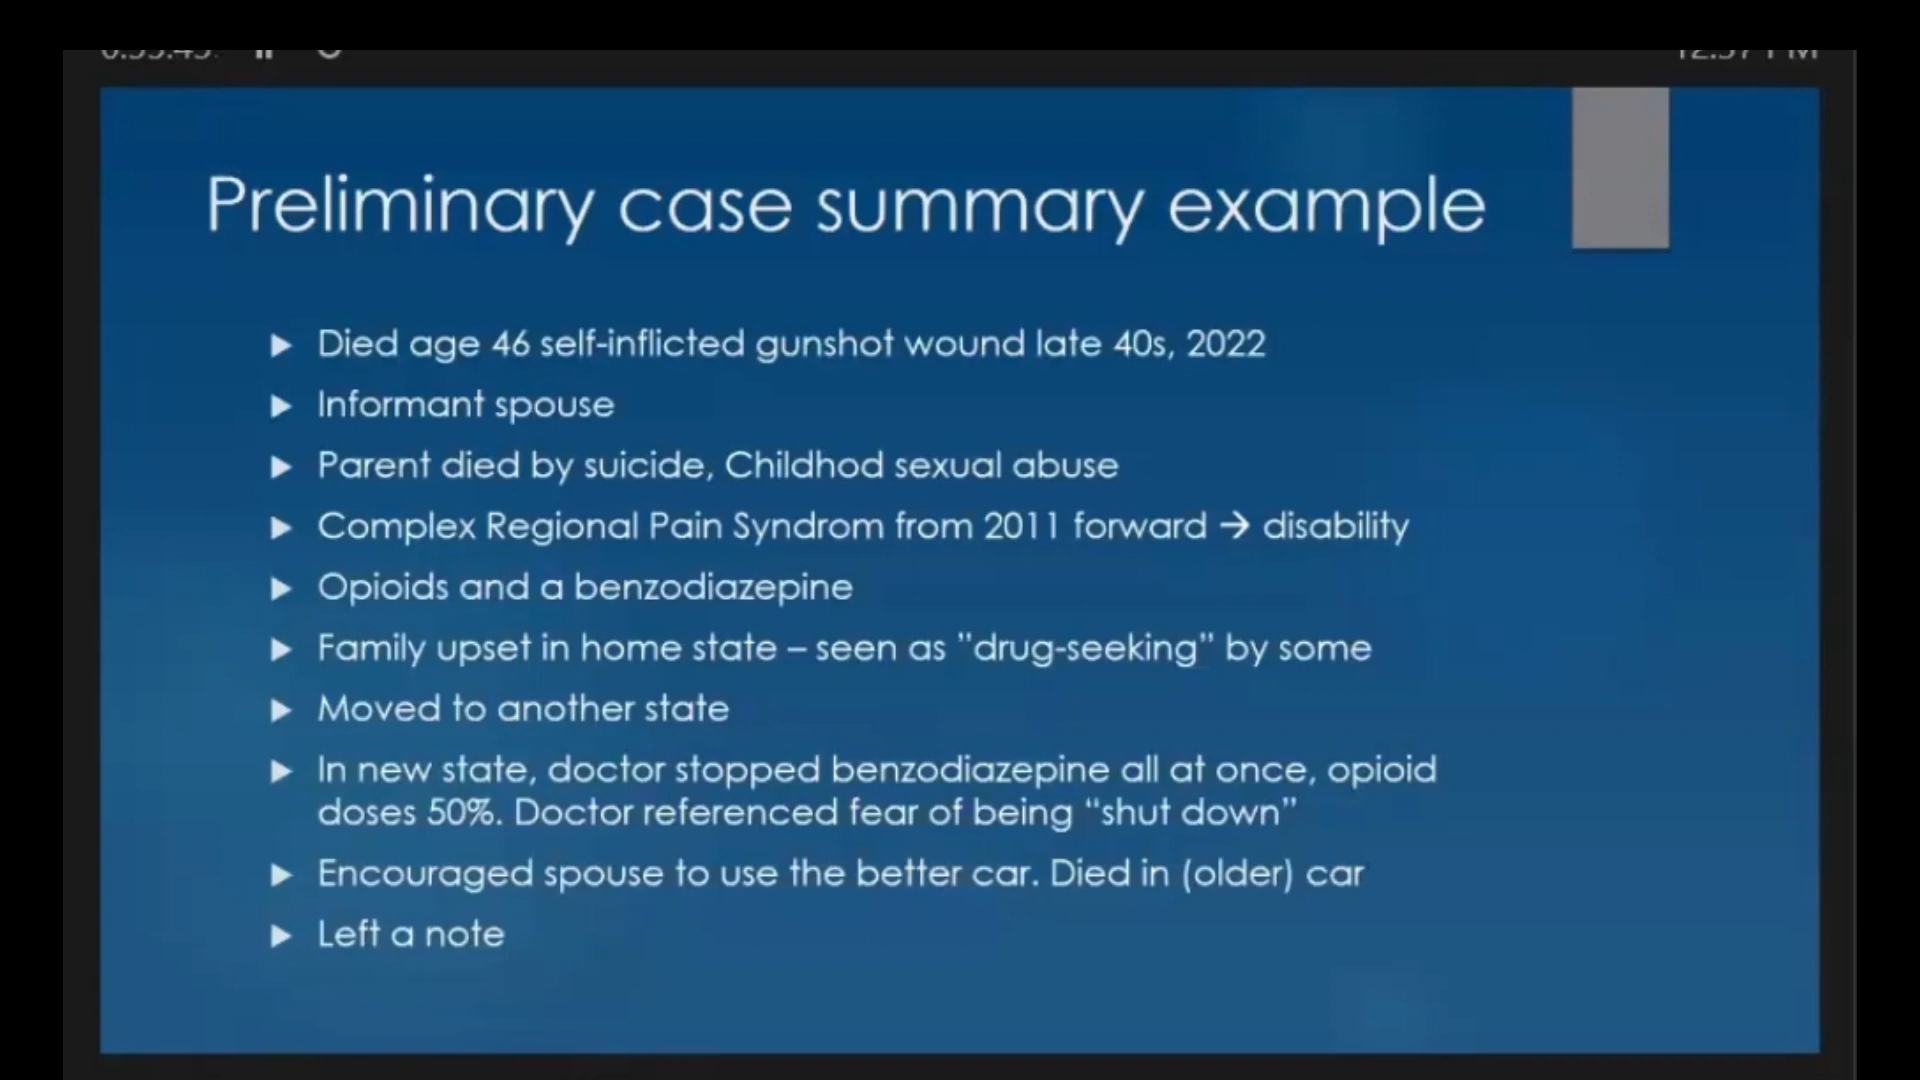 Preliminary case summary example
Died age 46 self-inflicted gunshot wound late 40s, 2022
Informant spouse
Parent died by suicide, Childhod sexual abuse
Complex Regional Pain Syndrom from 2011 forward → disability
Opioids and a benzodiazepine
Family upset in home state – seen as ”drug-seeking” by some
Moved to another state
In new state, doctor stopped benzodiazepine all at once, opioid
doses 50%. Doctor referenced fear of being “shut down”
Encouraged spouse to use the better car. Died in (older) car
Left a note